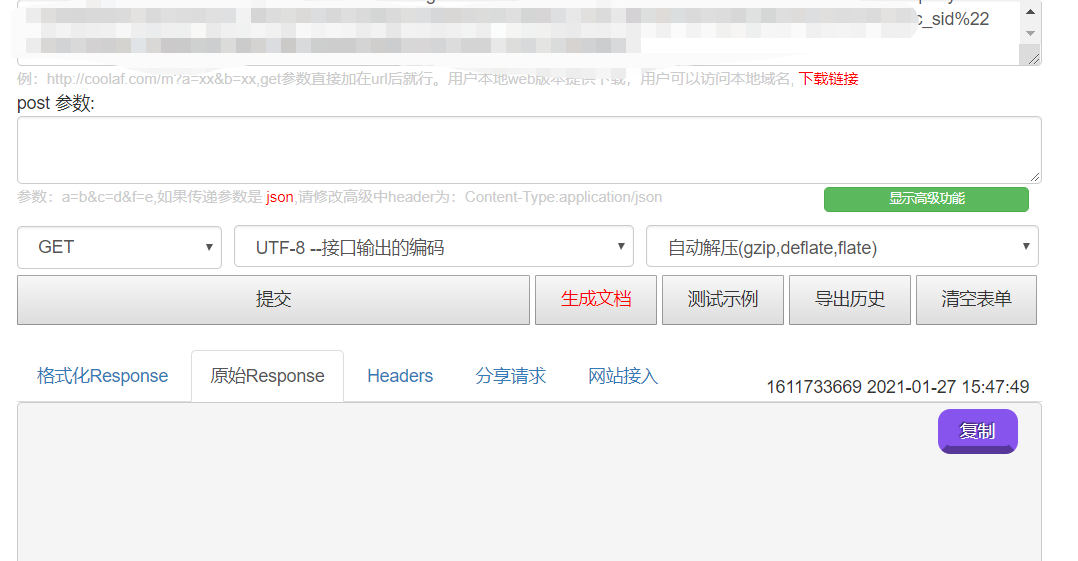 c_sid%22
例：http://coolaf.com/m?a=xx&b=xx,get参数直接加在url后就行。用户本地web版本提供下载，用户可以访问本地域名, 下载链接
post 参数:
参数：a=b&c=d&f=e,如果传递参数是 json,请修改高级中header为：Content-Type:application/json
显示高级功能
GET
UTF-8 --接口输出的编码
自动解压(gzip,deflate,flate)
提交
生成文档
测试示例
导出历史
清空表单
格式化Response
原始Response
Headers
分享请求
网站接入
1611733669 2021-01-27 15:47:49
复制